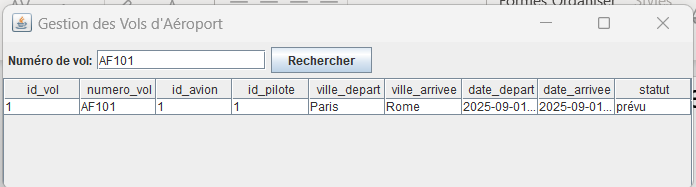 Gestion des Vols d'Aéroport
Numéro de vol: AF101 Rechercher
id_vol numero_vol id_avion id_pilote ville_depart ville_arrivee date_depart date_arrivee statut
1 AF101 1 1 Paris Rome 2025-09-01... 2025-09-01... prévu